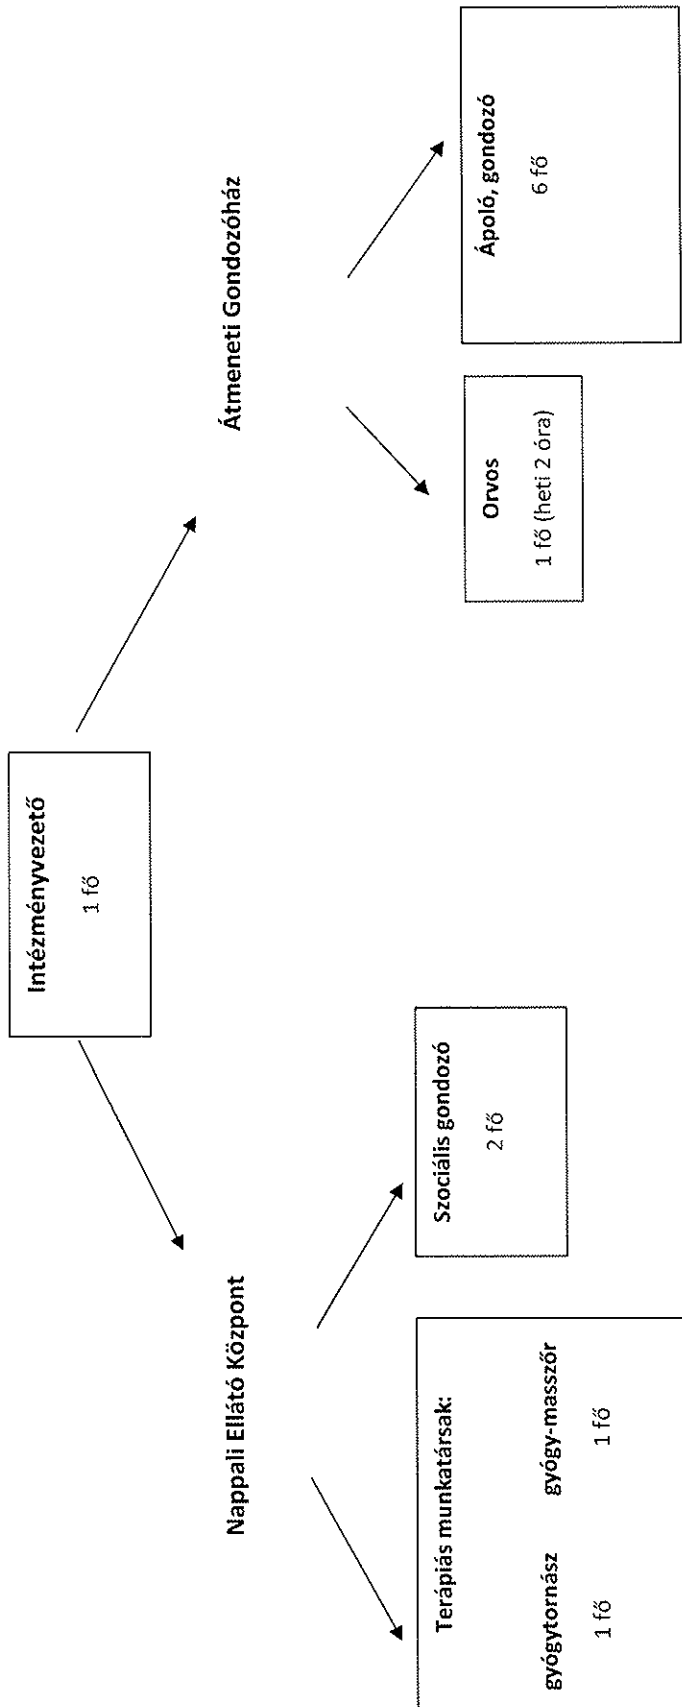 Intézményvezető
1 fő
Nappali Ellátó Központ
Átmeneti Gondozóház
Terápiás munkatársak:
gyógytornász gyógy-masszőr
1 fő 1 fő
Szociális gondozó
2 fő
Orvos
1 fő (heti 2 óra)
Ápoló, gondozó
6 fő